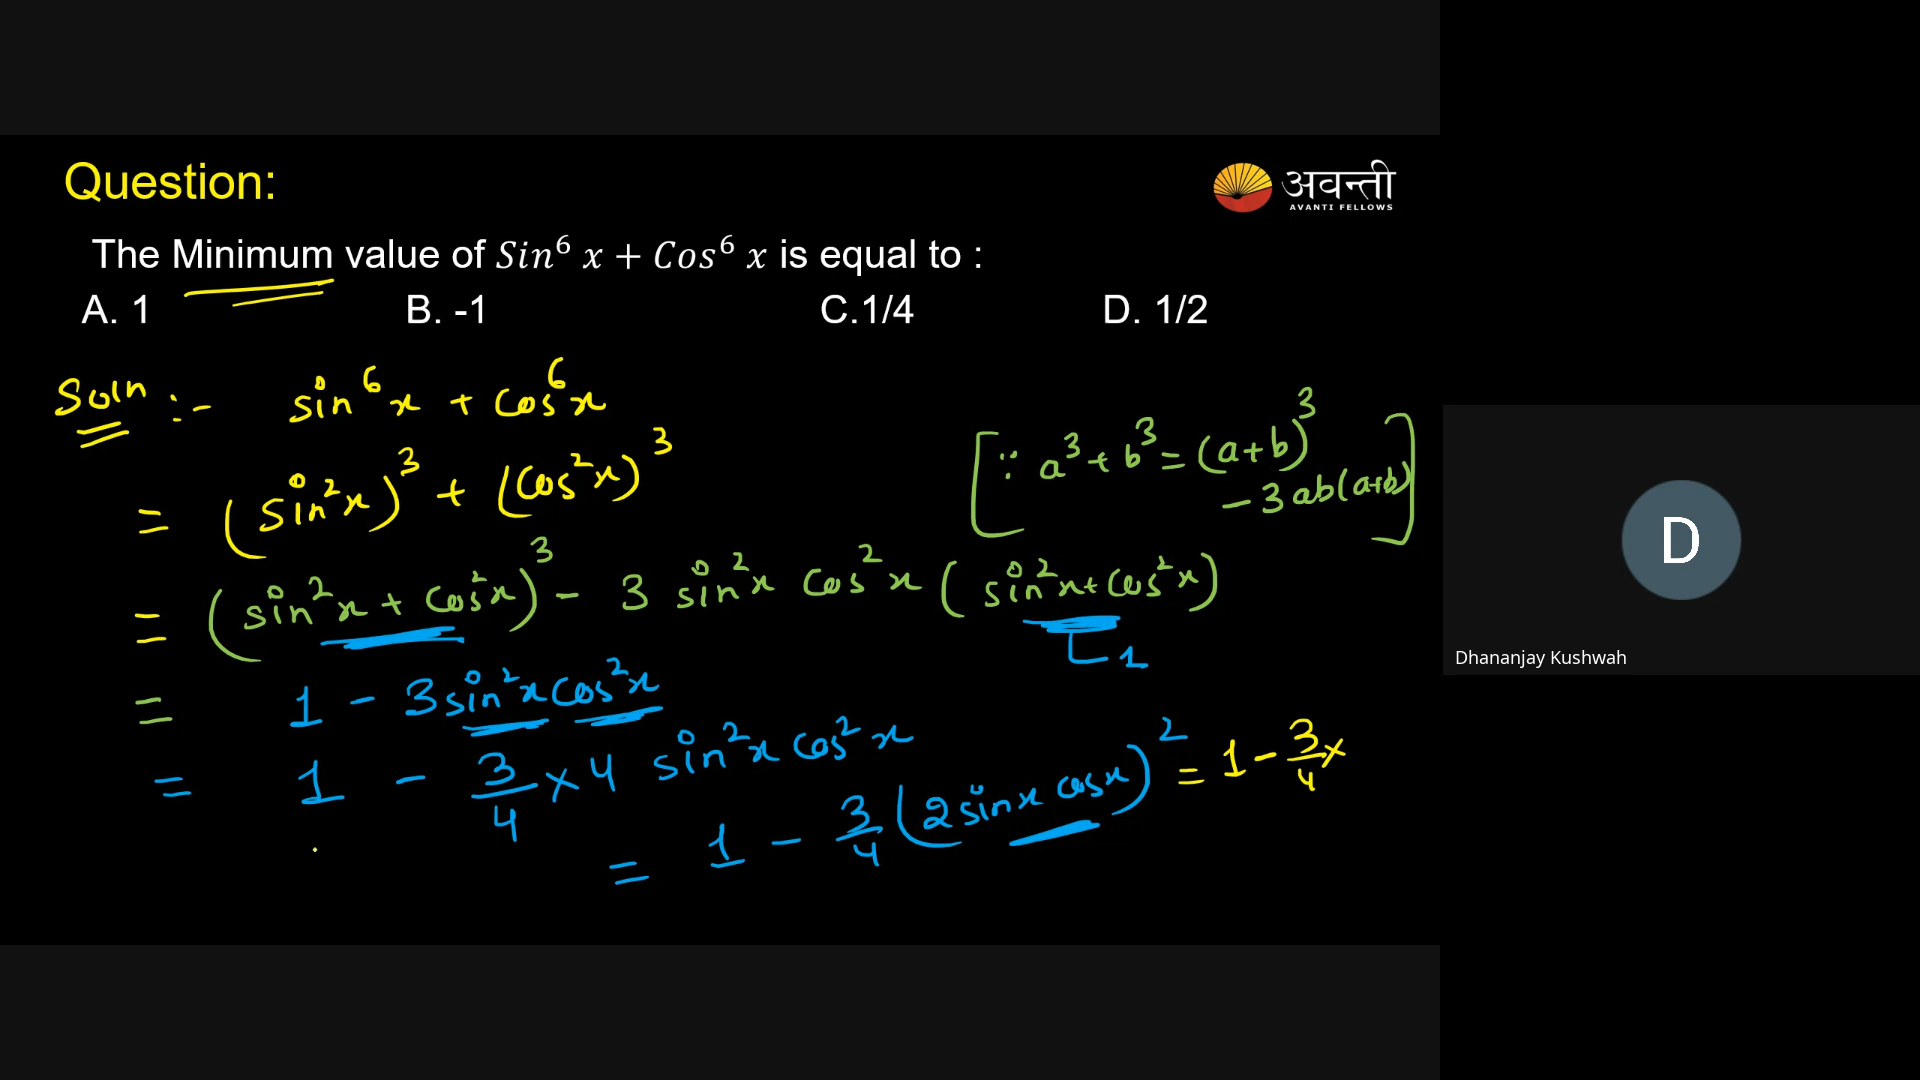 Question:
अवन्ती
AVANTI FELLOWS
The Minimum value of Sin⁶ x + Cos⁶ x is equal to :
A. 1 B. -1 C.1/4 D. 1/2
Soln :- sin⁶x + cos⁶x
= (sin²x)³ + (cos²x)³
[∵ a³ + b³ = (a+b)³
- 3ab(a+b)]
= (sin²x + cos²x)³ - 3 sin²x cos²x (sin²x + cos²x)
1
= 1 - 3sin²x cos²x
= 1 - 3/4 × 4 sin²x cos²x
= 1 - 3/4 (2 sinx cosx)² = 1 - 3/4 ×
D
Dhananjay Kushwah